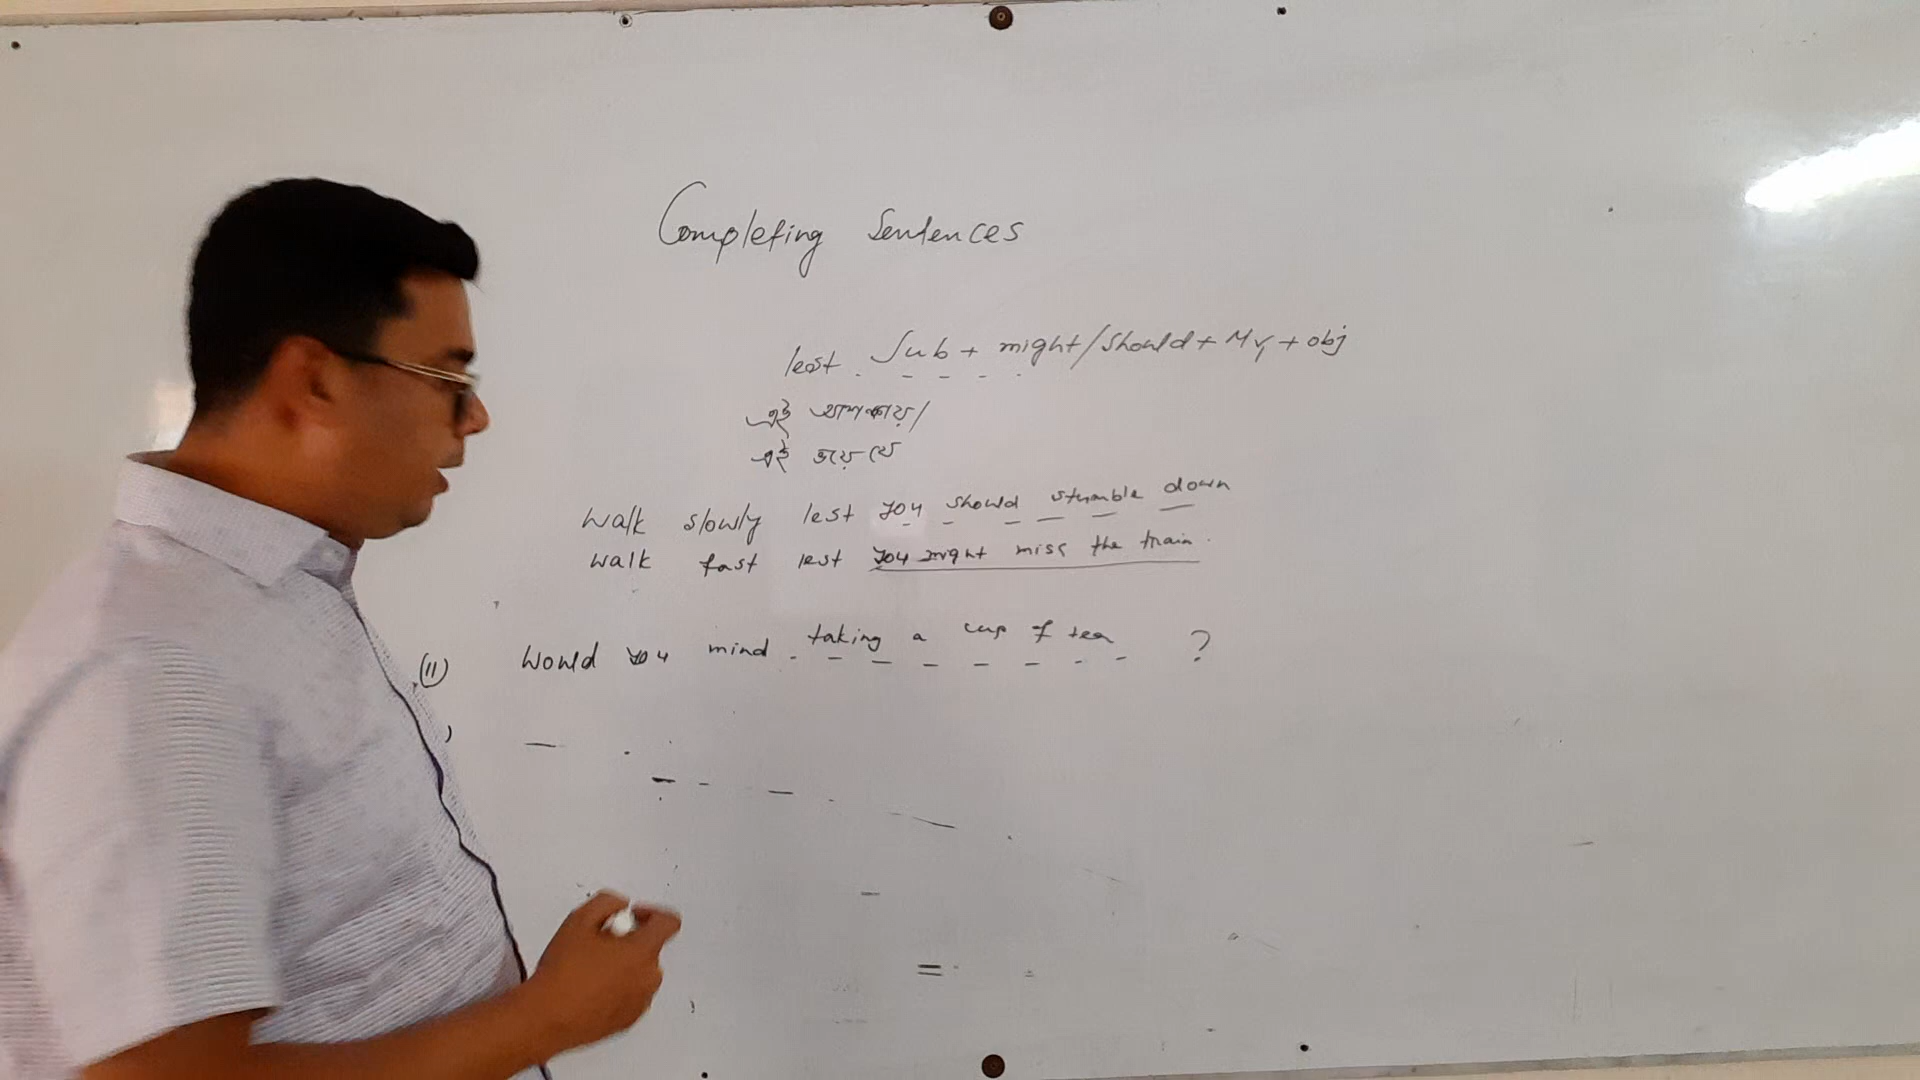 Completing Sentences
lest Sub + might/should + MV + obj
এই আশংকায়/
এই ভয়ে যে
Walk slowly lest you should stumble down
Walk fast lest you might miss the train.
(11) Would you mind taking a cup of tea ?